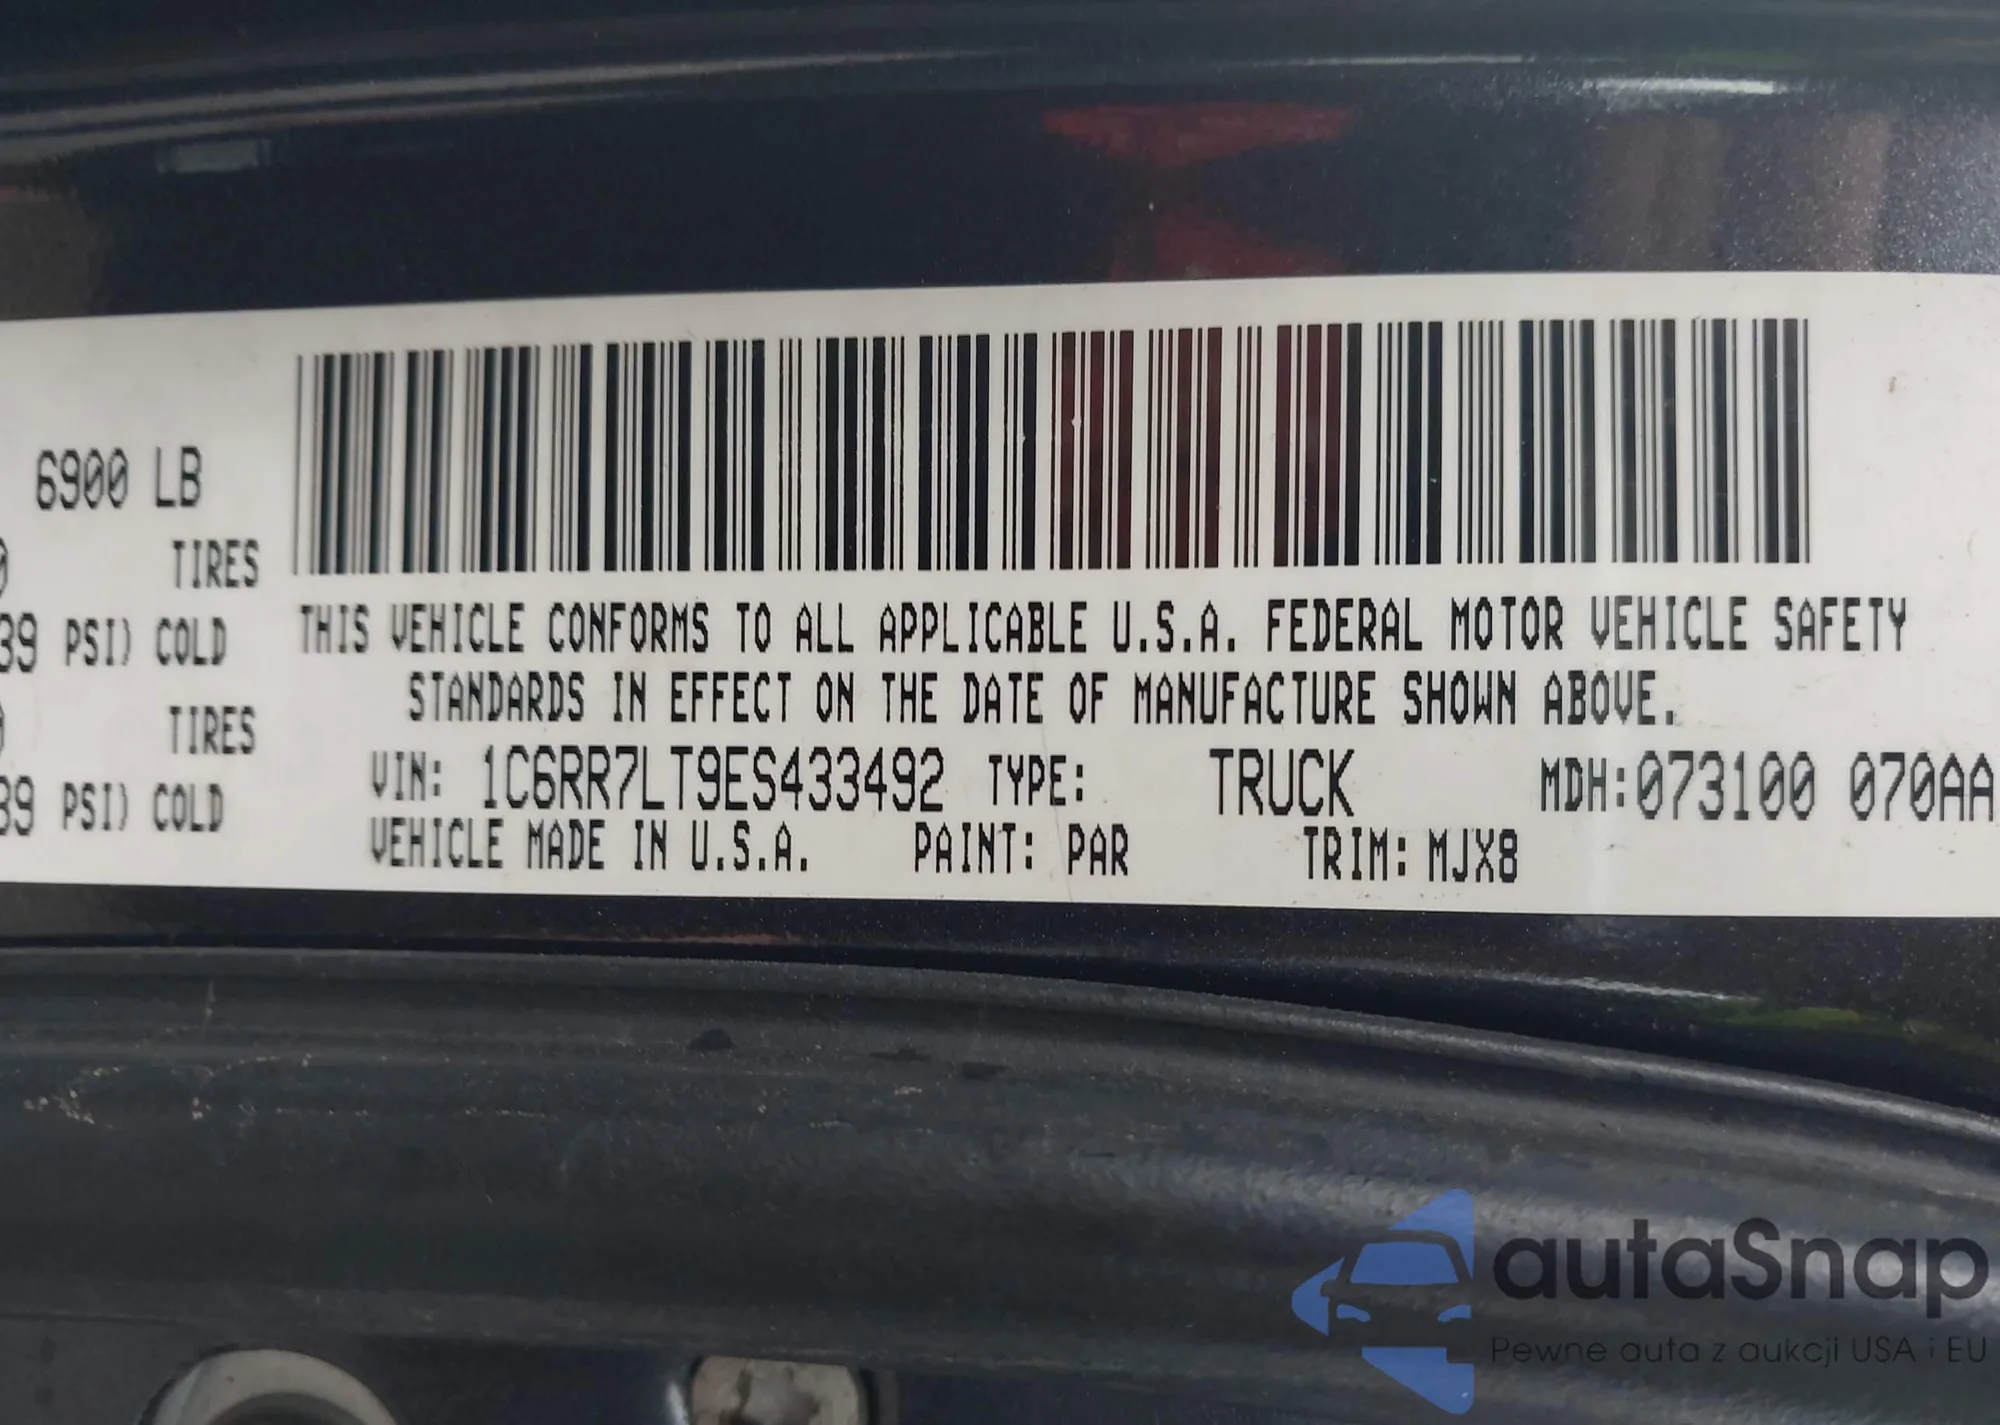 6900 LB
TIRES
39 PSI) COLD
TIRES
39 PSI) COLD
THIS VEHICLE CONFORMS TO ALL APPLICABLE U.S.A. FEDERAL MOTOR VEHICLE SAFETY
STANDARDS IN EFFECT ON THE DATE OF MANUFACTURE SHOWN ABOVE.
VIN: 1C6RR7LT9ES433492 TYPE: TRUCK MDH:073100 070AA
VEHICLE MADE IN U.S.A. PAINT: PAR TRIM: MJX8
autaSnap
Pewne auta z aukcji USA i EU